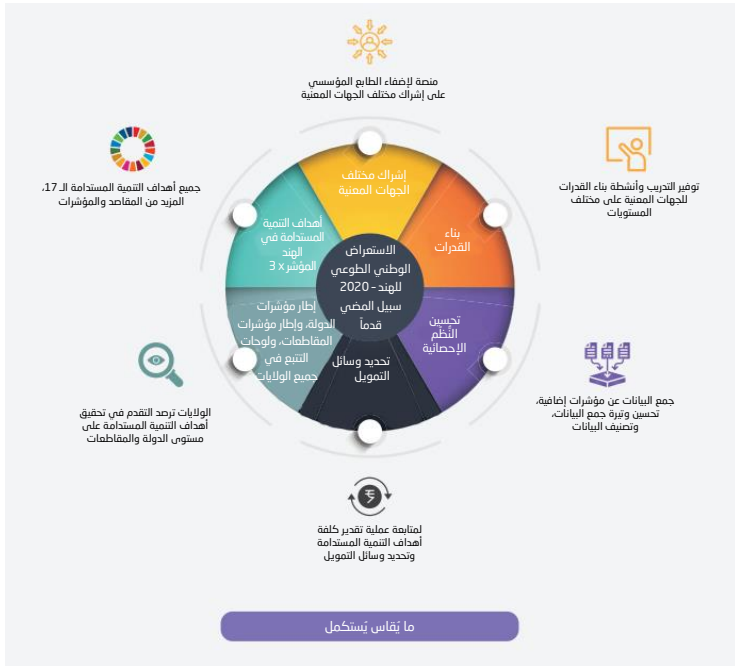 منصة لإضفاء الطابع المؤسسي
على إشراك مختلف الجهات المعنية
توفير التدريب وأنشطة بناء القدرات
للجهات المعنية على مختلف
المستويات
جمع البيانات عن مؤشرات إضافية،
تحسين وتيرة جمع البيانات،
وتصنيف البيانات
لمتابعة عملية تقدير كلفة
أهداف التنمية المستدامة
وتحديد وسائل التمويل
الولايات ترصد التقدم في تحقيق
أهداف التنمية المستدامة على
مستوى الدولة والمقاطعات
جميع أهداف التنمية المستدامة الـ 17،
المزيد من المقاصد والمؤشرات
إشراك مختلف
الجهات المعنية
بناء
القدرات
تحسين
النُّظم
الإحصائية
تحديد وسائل
التمويل
إطار مؤشرات
الدولة، وإطار مؤشرات
المقاطعات، ولوحات
التتبع في
جميع الولايات
أهداف التنمية
المستدامة في
الهند
المؤشر x 3
الاستعراض
الوطني الطوعي
للهند – 2020
سبيل المضي
قدماً
ما يُقاس يُستكمل